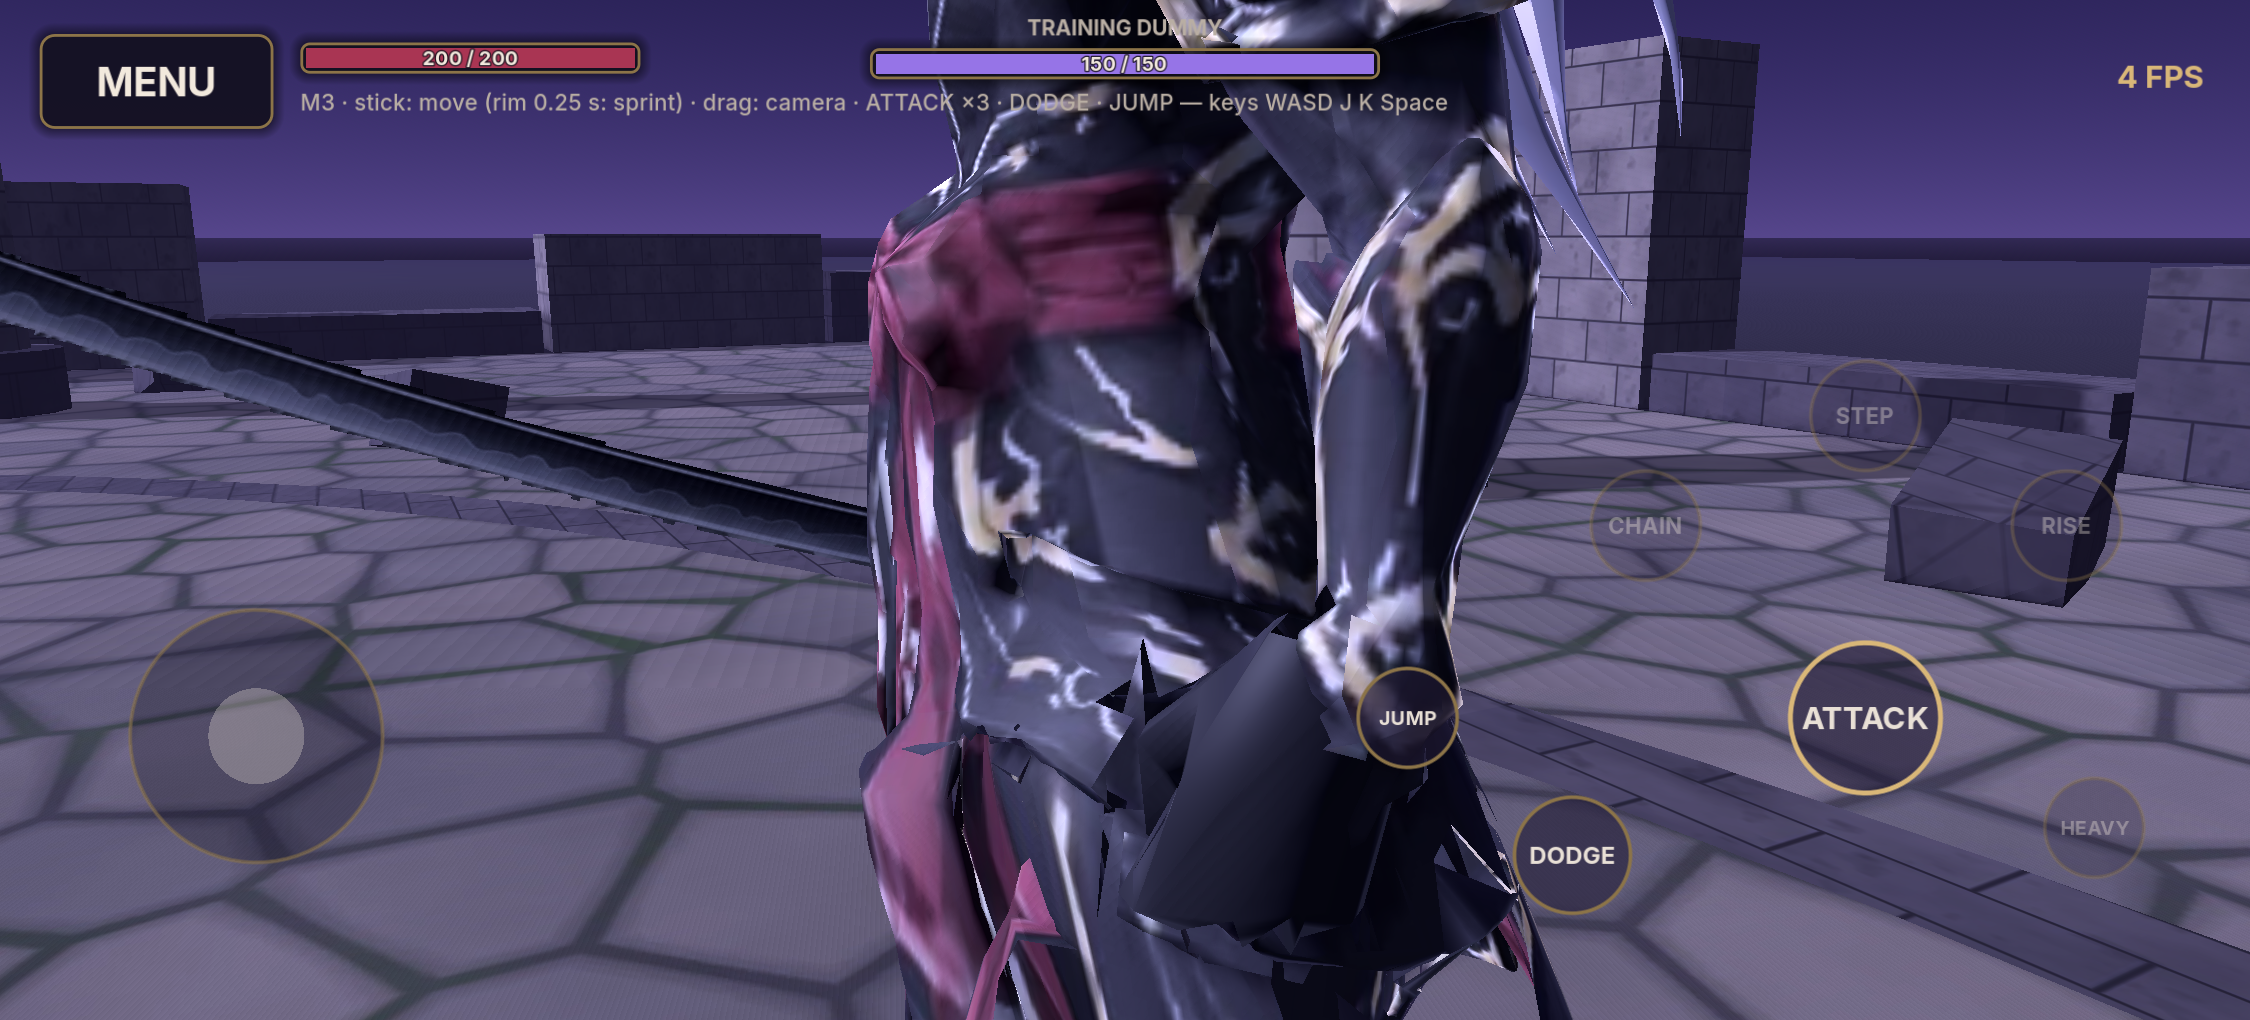 TRAINING DUMMY
MENU
200 / 200
150 / 150
4 FPS
M3 · stick: move (rim 0.25 s: sprint) · drag: camera · ATTACK ×3 · DODGE · JUMP — keys WASD J K Space
STEP
CHAIN
RISE
JUMP
ATTACK
HEAVY
DODGE